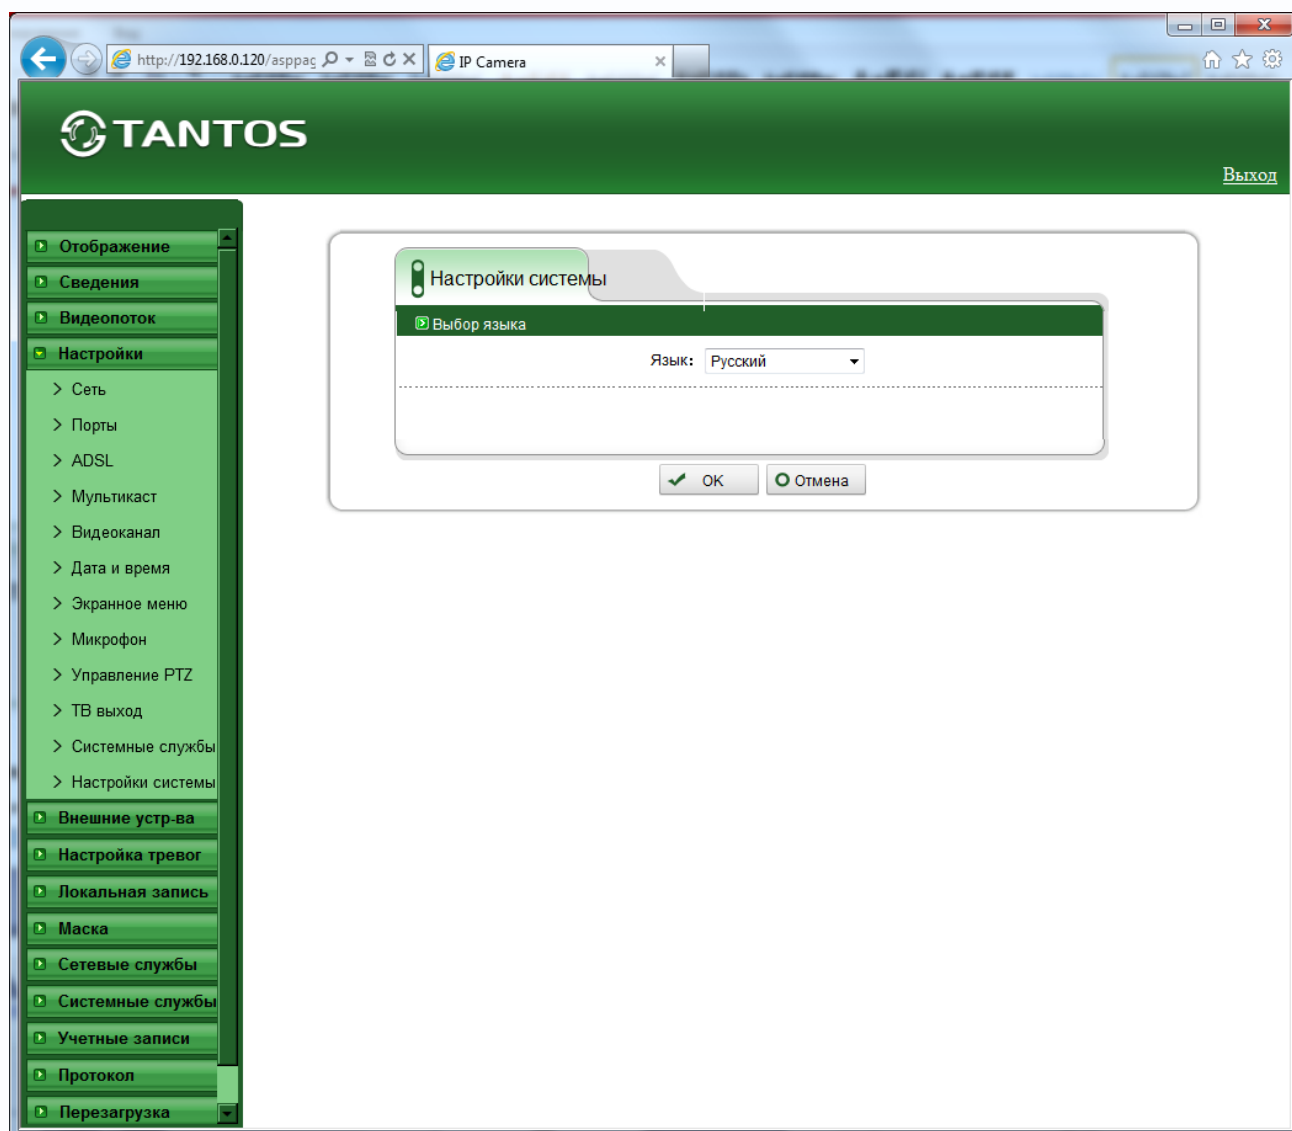 http://192.168.0.120/asppag
IP Camera
TANTOS
Выход
Отображение
Сведения
Видеопоток
Настройки
Сеть
Порты
ADSL
Мультикаст
Видеоканал
Дата и время
Экранное меню
Микрофон
Управление PTZ
ТВ выход
Системные службы
Настройки системы
Внешние устр-ва
Настройка тревог
Локальная запись
Маска
Сетевые службы
Системные службы
Учетные записи
Протокол
Перезагрузка
Настройки системы
Выбор языка
Язык: Русский
OK Отмена